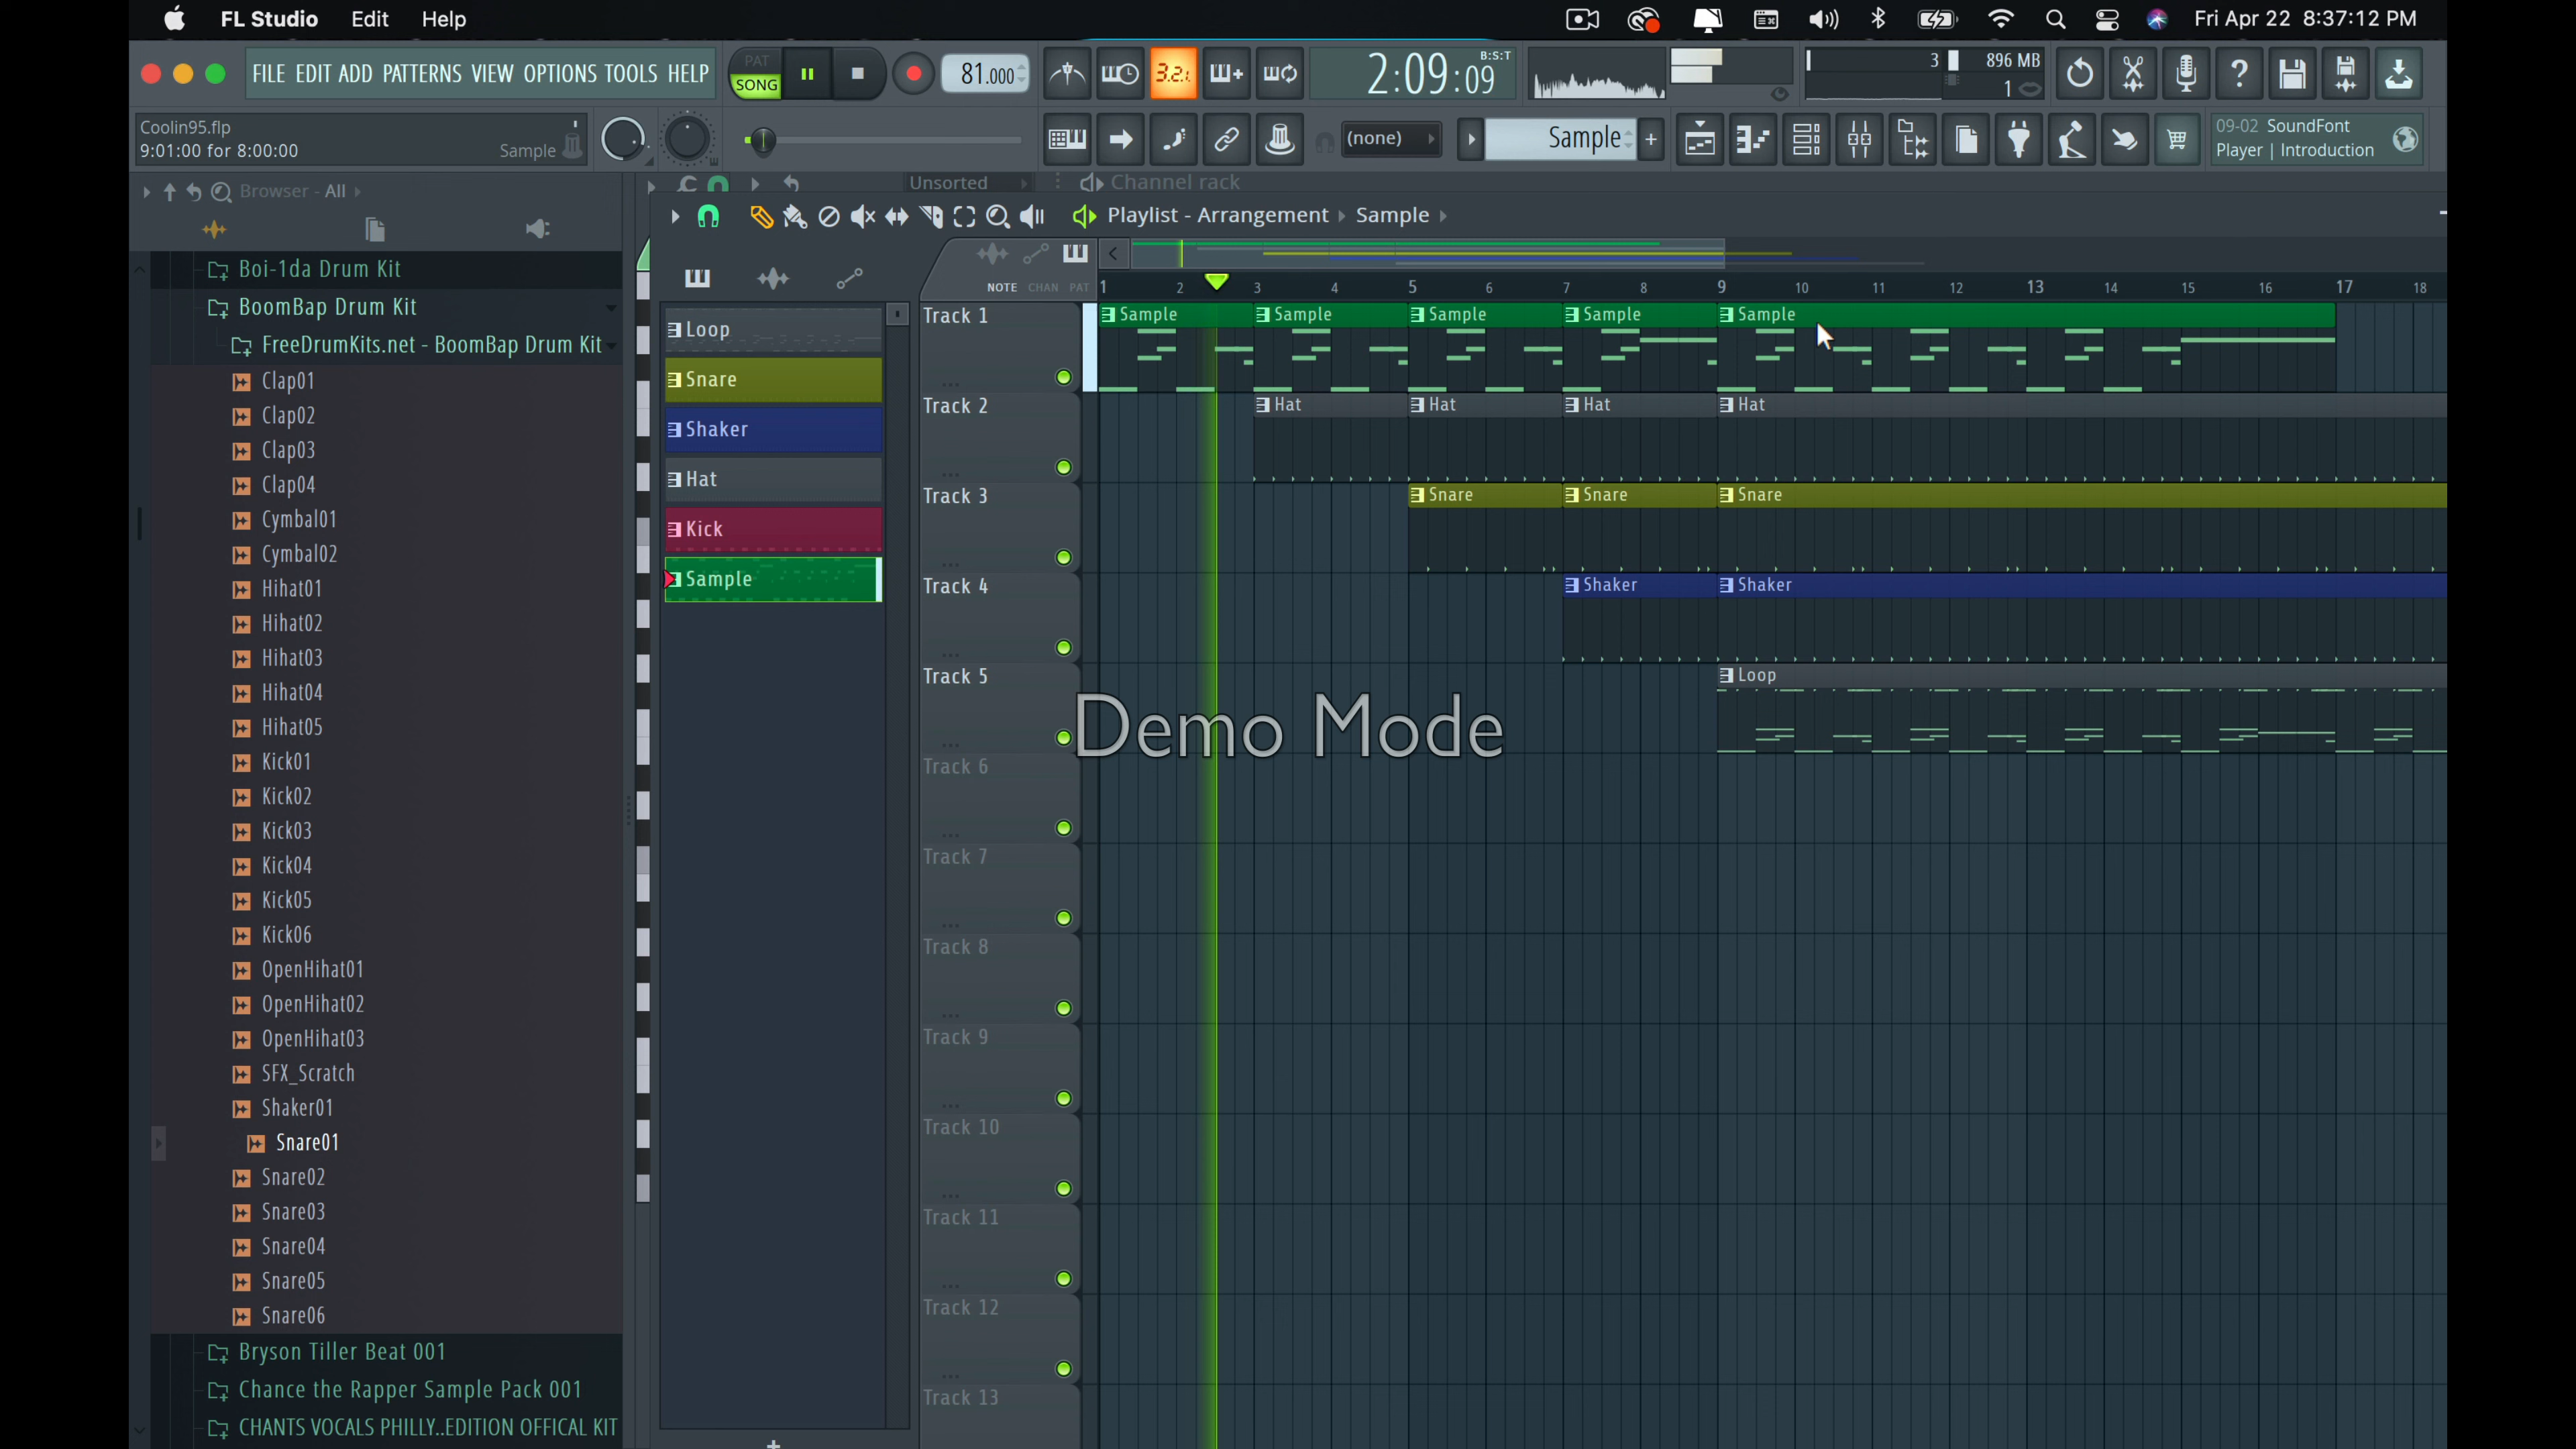 FL Studio Edit Help
Fri Apr 22 8:37:12 PM
FILE EDIT ADD PATTERNS VIEW OPTIONS TOOLS HELP
PAT
SONG
81.000
3.2.
2:09:09
B:S:T
3
896 MB
1
Coolin95.flp
9:01:00 for 8:00:00
Sample
(none)
Sample
09-02 SoundFont
Player | Introduction
Browser - All
Unsorted
Channel rack
Playlist - Arrangement
Sample
NOTE CHAN PAT
1 2 3 4 5 6 7 8 9 10 11 12 13 14 15 16 17 18
Boi-1da Drum Kit
BoomBap Drum Kit
FreeDrumKits.net - BoomBap Drum Kit
Clap01
Clap02
Clap03
Clap04
Cymbal01
Cymbal02
Hihat01
Hihat02
Hihat03
Hihat04
Hihat05
Kick01
Kick02
Kick03
Kick04
Kick05
Kick06
OpenHihat01
OpenHihat02
OpenHihat03
SFX_Scratch
Shaker01
Snare01
Snare02
Snare03
Snare04
Snare05
Snare06
Bryson Tiller Beat 001
Chance the Rapper Sample Pack 001
CHANTS VOCALS PHILLY..EDITION OFFICAL KIT
Loop
Snare
Shaker
Hat
Kick
Sample
Track 1
Sample Sample Sample Sample Sample
Track 2
Hat Hat Hat Hat
Track 3
Snare Snare Snare
Track 4
Shaker Shaker
Track 5
Loop
Demo Mode
Track 6
Track 7
Track 8
Track 9
Track 10
Track 11
Track 12
Track 13